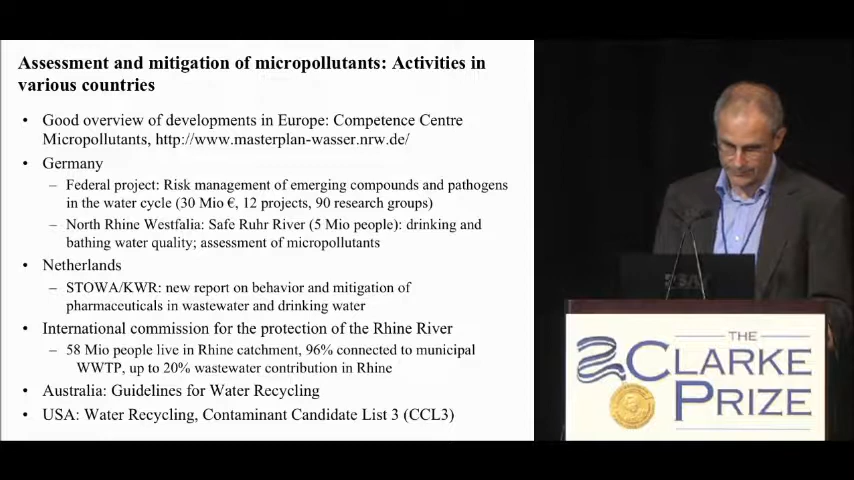 Assessment and mitigation of micropollutants: Activities in
various countries
• Good overview of developments in Europe: Competence Centre
Micropollutants, http://www.masterplan-wasser.nrw.de/
• Germany
– Federal project: Risk management of emerging compounds and pathogens
in the water cycle (30 Mio €, 12 projects, 90 research groups)
– North Rhine Westfalia: Safe Ruhr River (5 Mio people): drinking and
bathing water quality; assessment of micropollutants
• Netherlands
– STOWA/KWR: new report on behavior and mitigation of
pharmaceuticals in wastewater and drinking water
• International commission for the protection of the Rhine River
– 58 Mio people live in Rhine catchment, 96% connected to municipal
WWTP, up to 20% wastewater contribution in Rhine
• Australia: Guidelines for Water Recycling
• USA: Water Recycling, Contaminant Candidate List 3 (CCL3)
THE
CLARKE
PRIZE